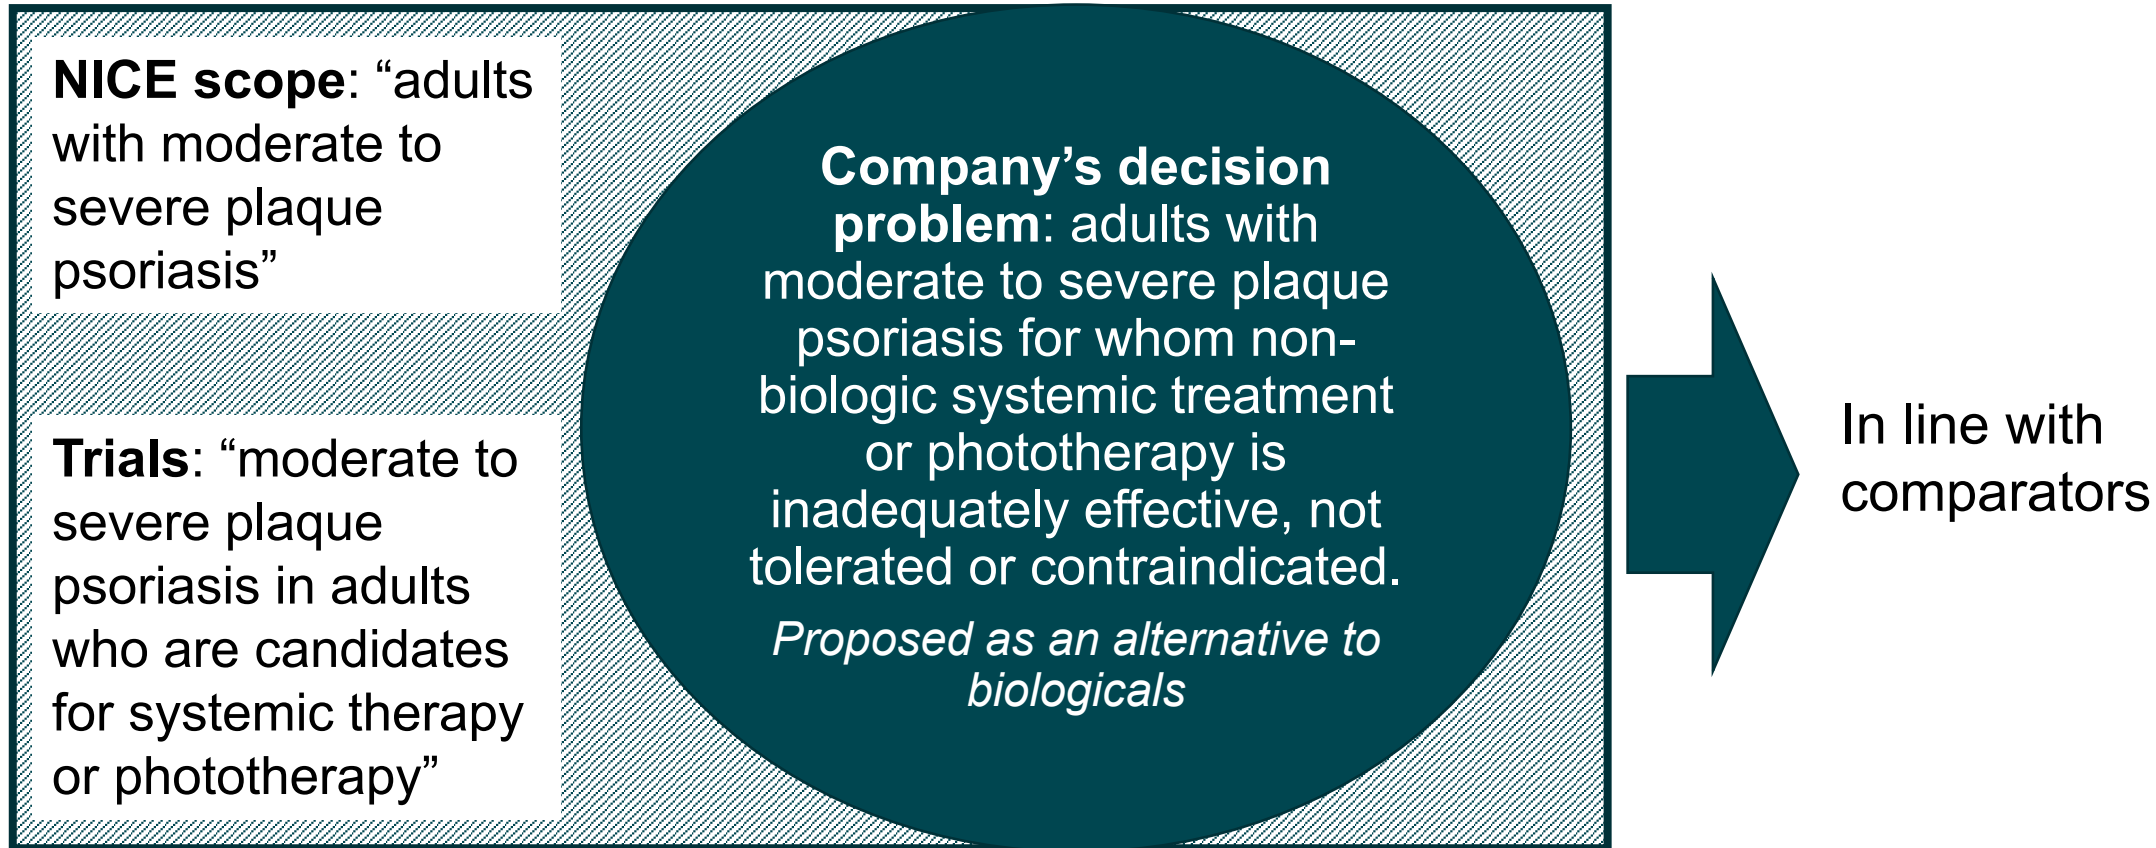 NICE scope: “adults
with moderate to
severe plaque
psoriasis”
Trials: “moderate to
severe plaque
psoriasis in adults
who are candidates
for systemic therapy
or phototherapy”
Company’s decision
problem: adults with
moderate to severe plaque
psoriasis for whom non-
biologic systemic treatment
or phototherapy is
inadequately effective, not
tolerated or contraindicated.
Proposed as an alternative to
biologicals
In line with
comparators